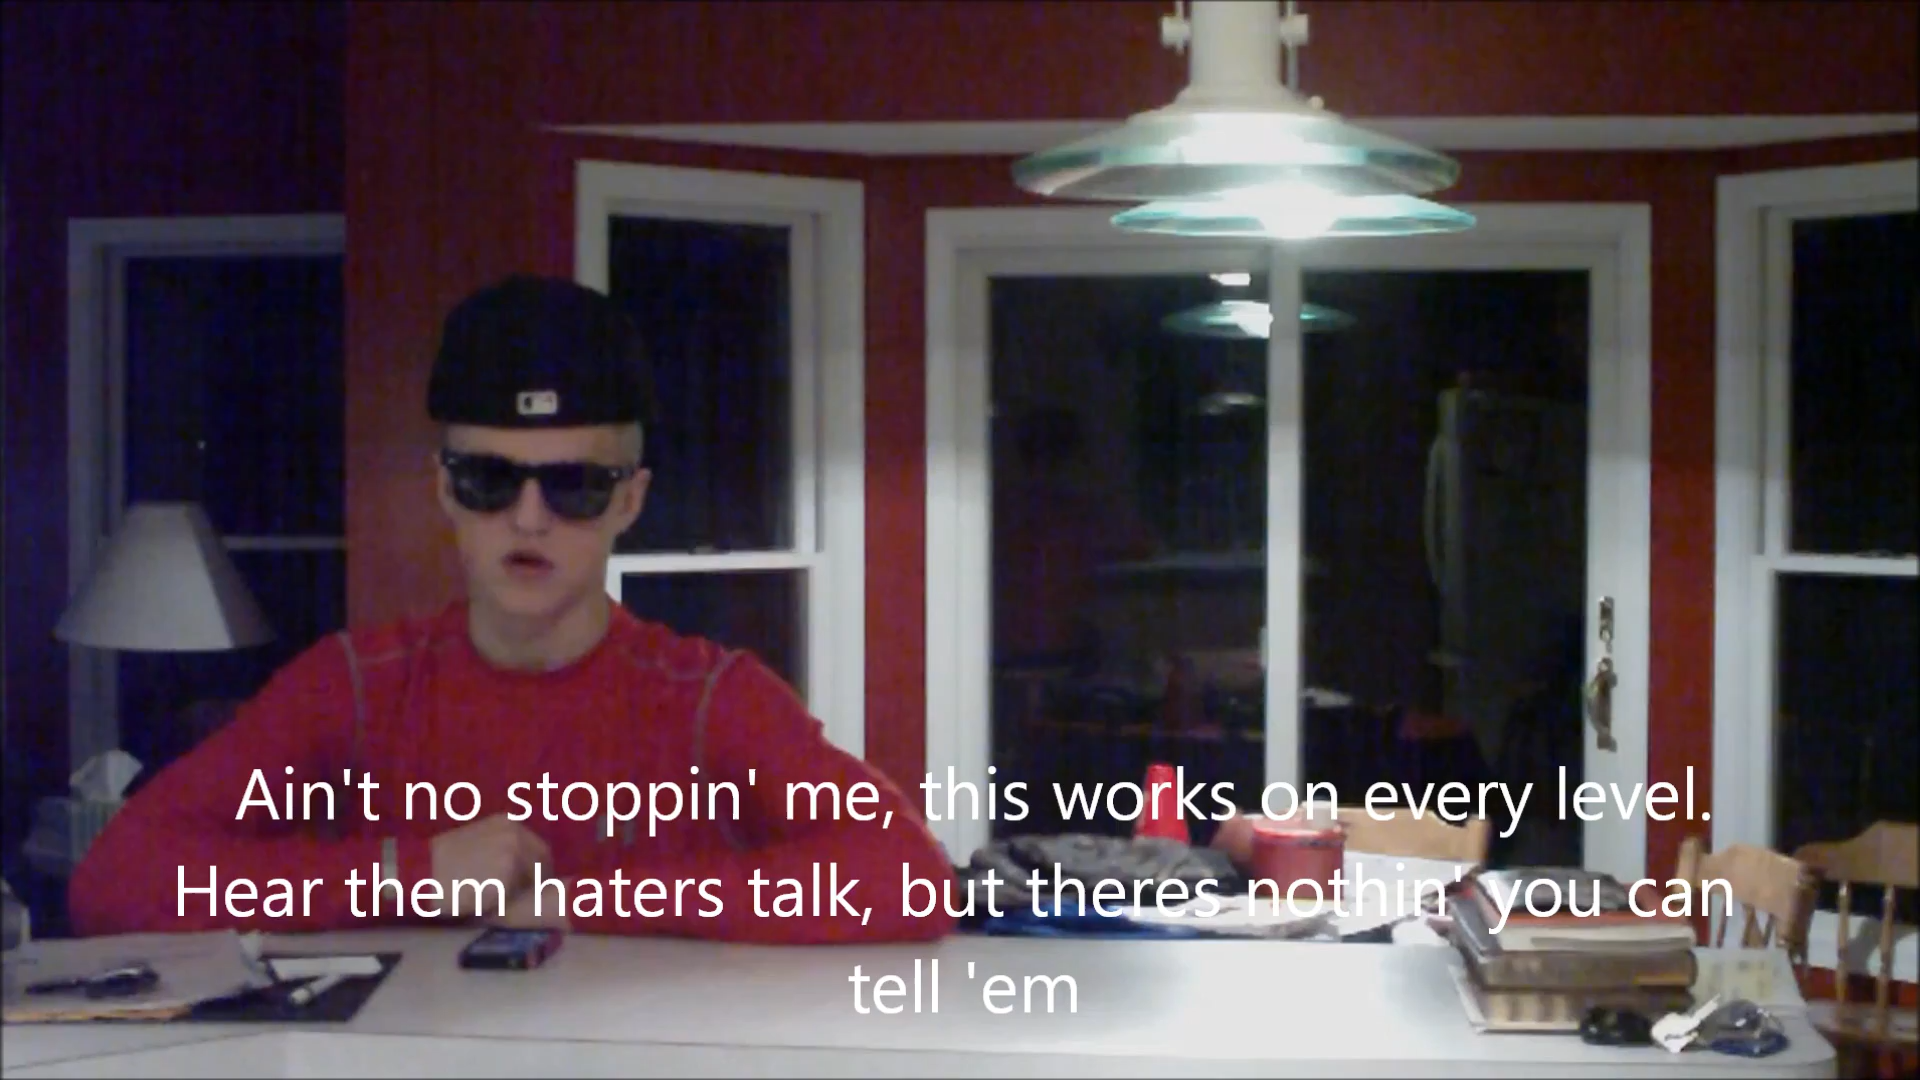 Ain't no stoppin' me, this works on every level.
Hear them haters talk, but theres nothin' you can
tell 'em